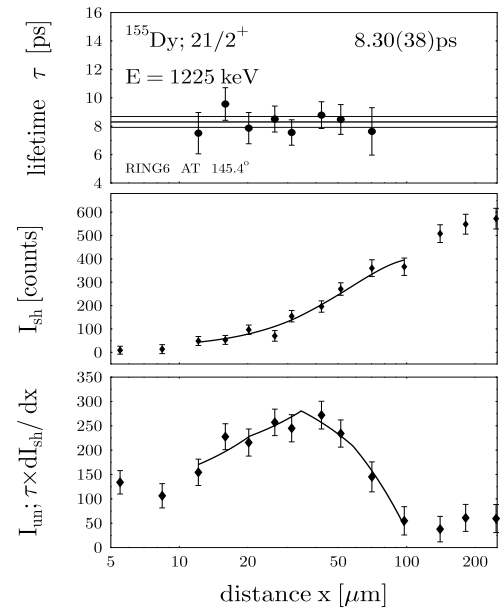 16
14
12
10
8
6
4
lifetime τ [ps]
¹⁵⁵Dy; 21/2⁺ 8.30(38)ps
E = 1225 keV
RING6 AT 145.4°
600
500
400
300
200
100
0
I_sh [counts]
350
300
250
200
150
100
50
0
I_un; τ×dI_sh/ dx
5 10 20 50 100 200
distance x [μm]